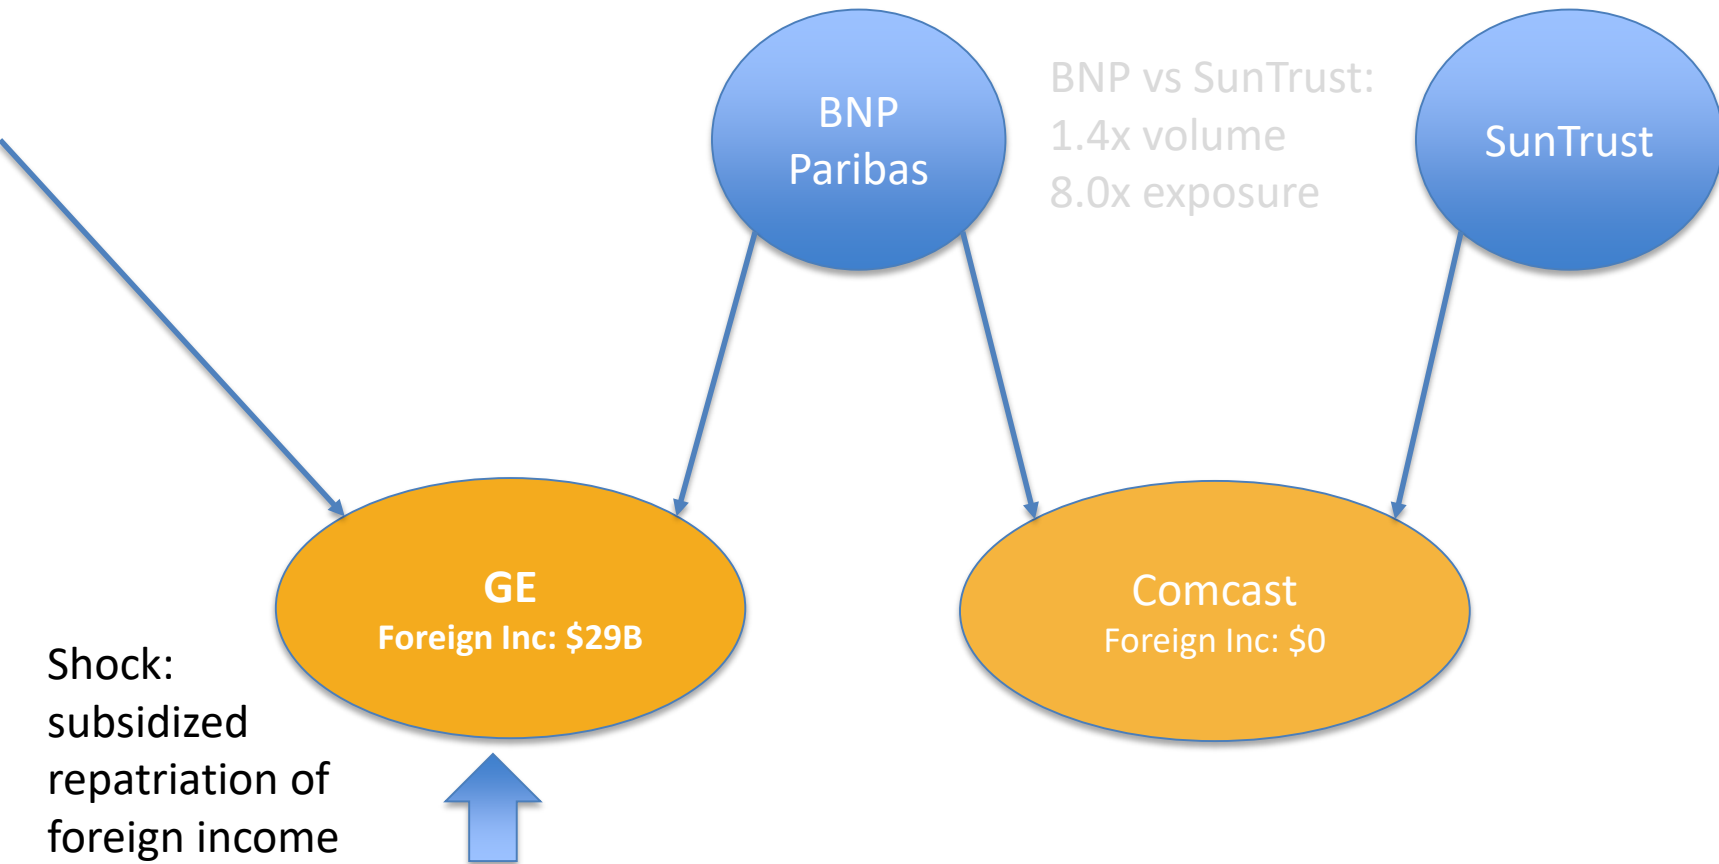 BNP
Paribas
BNP vs SunTrust:
1.4x volume
8.0x exposure
SunTrust
GE
Foreign Inc: $29B
Comcast
Foreign Inc: $0
Shock:
subsidized
repatriation of
foreign income